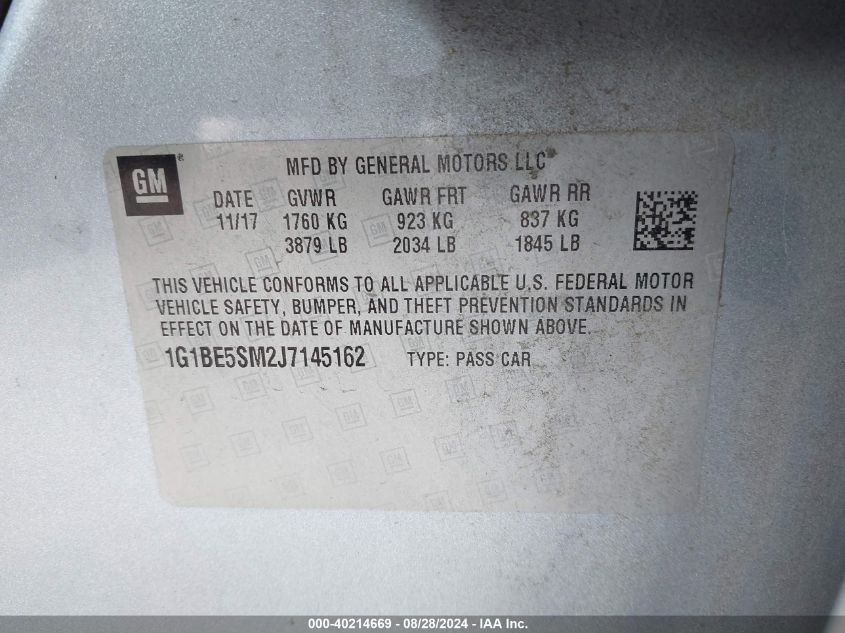 GM®
MFD BY GENERAL MOTORS LLC
DATE GVWR GAWR FRT GAWR RR
11/17 1760 KG 923 KG 837 KG
3879 LB 2034 LB 1845 LB
THIS VEHICLE CONFORMS TO ALL APPLICABLE U.S. FEDERAL MOTOR
VEHICLE SAFETY, BUMPER, AND THEFT PREVENTION STANDARDS IN
EFFECT ON THE DATE OF MANUFACTURE SHOWN ABOVE.
1G1BE5SM2J7145162 TYPE: PASS CAR
000-40214669 - 08/28/2024 - IAA Inc.